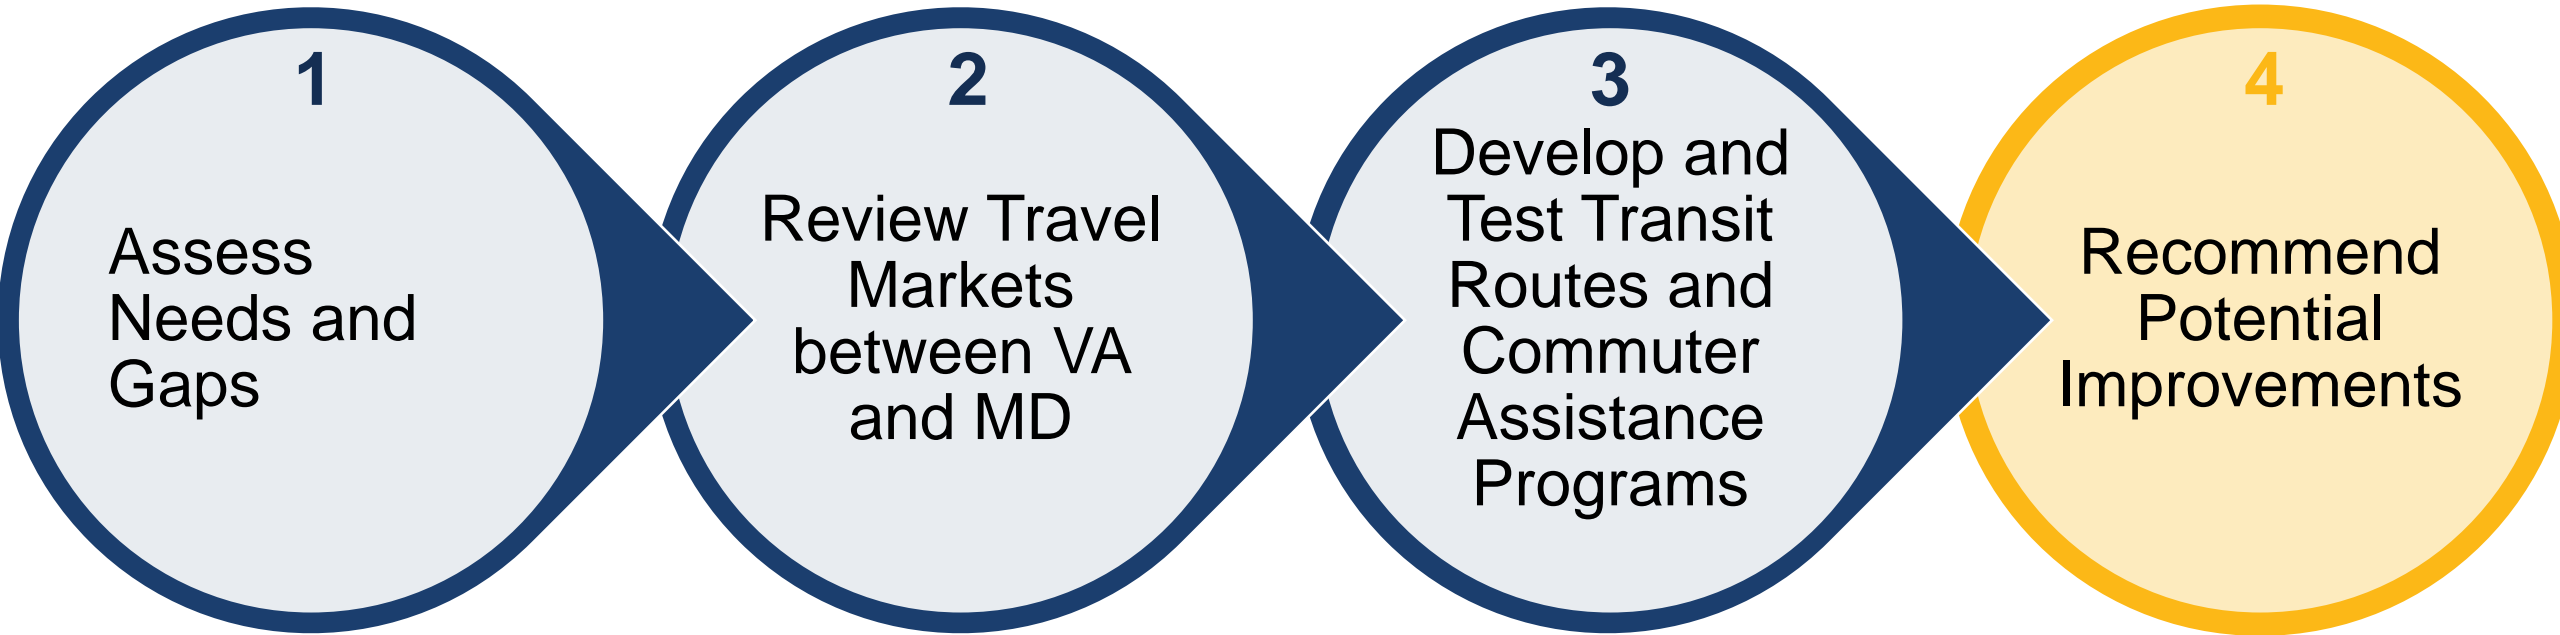 1
Assess
Needs and
Gaps
2
Review Travel
Markets
between VA
and MD
3
Develop and
Test Transit
Routes and
Commuter
Assistance
Programs
4
Recommend
Potential
Improvements